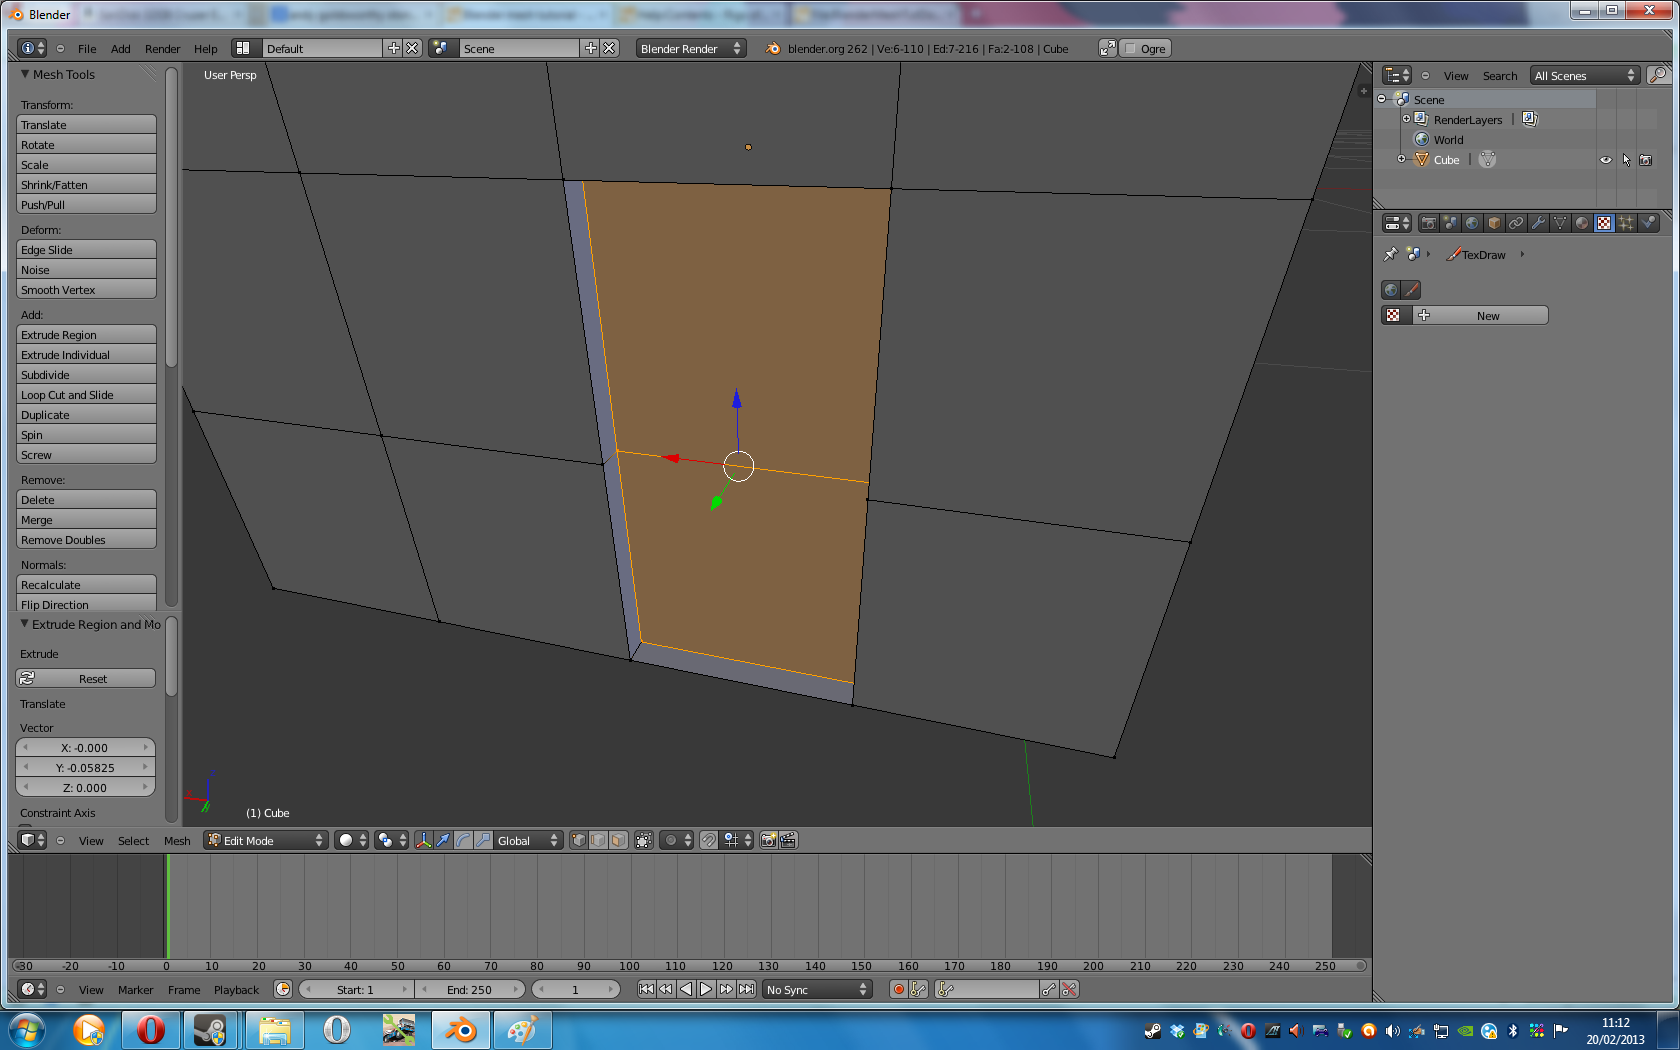 Blender
File Add Render Help Default Scene Blender Render blender.org 262 | Ve:6-110 | Ed:7-216 | Fa:2-108 | Cube Ogre
Mesh Tools
Transform:
Translate
Rotate
Scale
Shrink/Fatten
Push/Pull
Deform:
Edge Slide
Noise
Smooth Vertex
Add:
Extrude Region
Extrude Individual
Subdivide
Loop Cut and Slide
Duplicate
Spin
Screw
Remove:
Delete
Merge
Remove Doubles
Normals:
Recalculate
Flip Direction
Extrude Region and Mo
Extrude
Reset
Translate
Vector
X: -0.000
Y: -0.05825
Z: 0.000
Constraint Axis
User Persp
(1) Cube
View Search All Scenes
Scene
RenderLayers |
World
Cube |
TexDraw
New
View Select Mesh Edit Mode Global
-30 -20 -10 0 10 20 30 40 50 60 70 80 90 100 110 120 130 140 150 160 170 180 190 200 210 220 230 240 250
View Marker Frame Playback Start: 1 End: 250 1 No Sync
11:12
20/02/2013